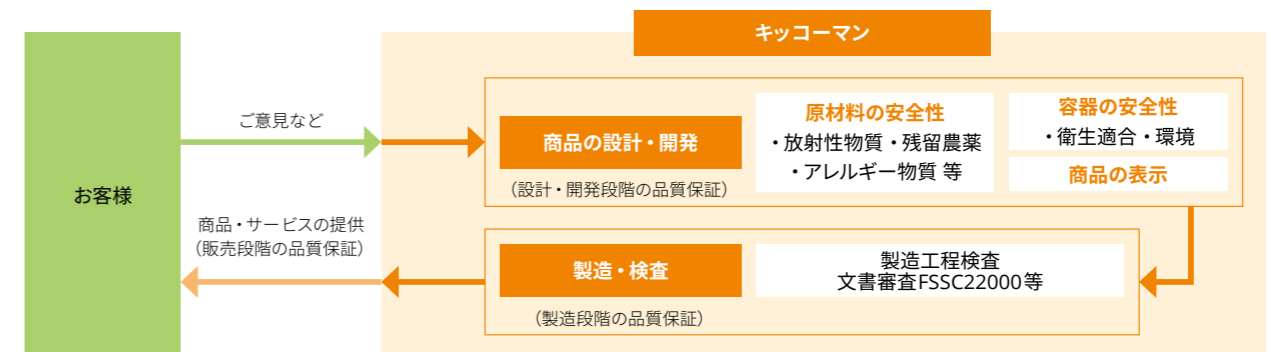 キッコーマン
お客様
ご意見など
商品の設計・開発
（設計・開発段階の品質保証）
原材料の安全性
・放射性物質・残留農薬
・アレルギー物質 等
容器の安全性
・衛生適合・環境
商品の表示
商品・サービスの提供
（販売段階の品質保証）
製造・検査
（製造段階の品質保証）
製造工程検査
文書審査FSSC22000等